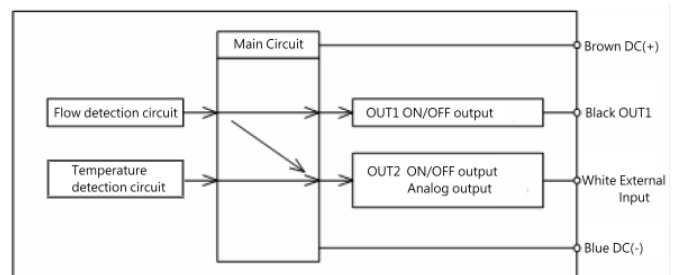 Main Circuit
Brown DC(+)
Flow detection circuit
OUT1 ON/OFF output
Black OUT1
Temperature
detection circuit
OUT2 ON/OFF output
Analog output
White External
Input
Blue DC(-)